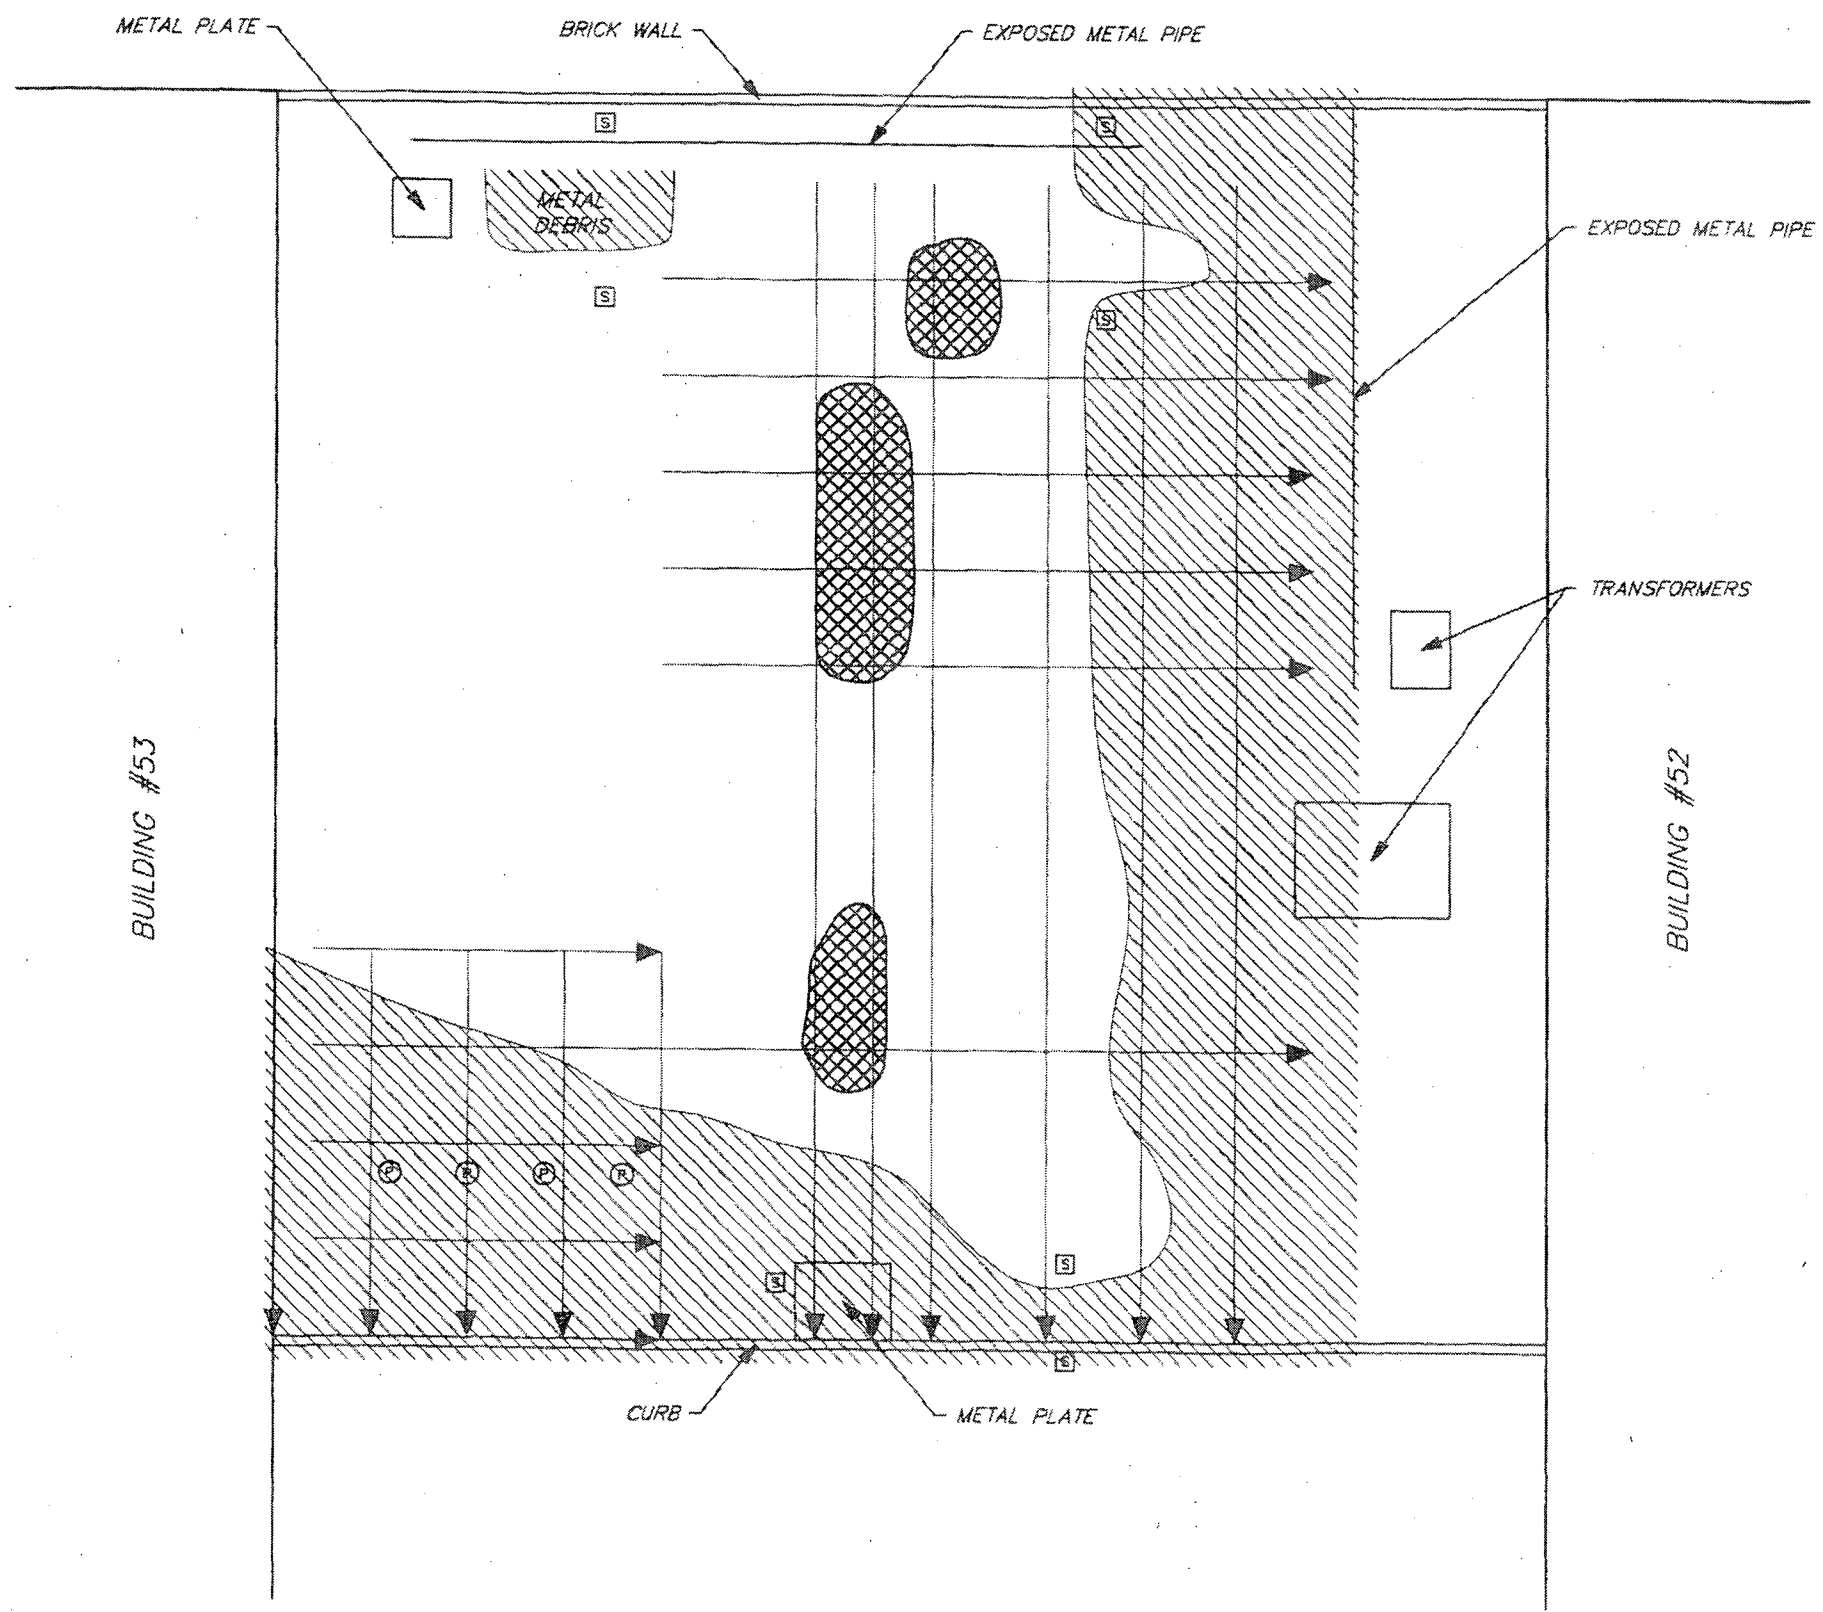 METAL PLATE
BRICK WALL
EXPOSED METAL PIPE
S
S
METAL
DEBRIS
EXPOSED METAL PIPE
S
S
TRANSFORMERS
BUILDING #53
BUILDING #52
P
R
P
R
S
S
S
CURB
METAL PLATE